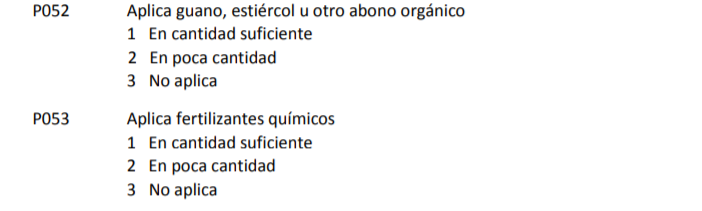 P052 Aplica guano, estiércol u otro abono orgánico
1 En cantidad suficiente
2 En poca cantidad
3 No aplica
P053 Aplica fertilizantes químicos
1 En cantidad suficiente
2 En poca cantidad
3 No aplica